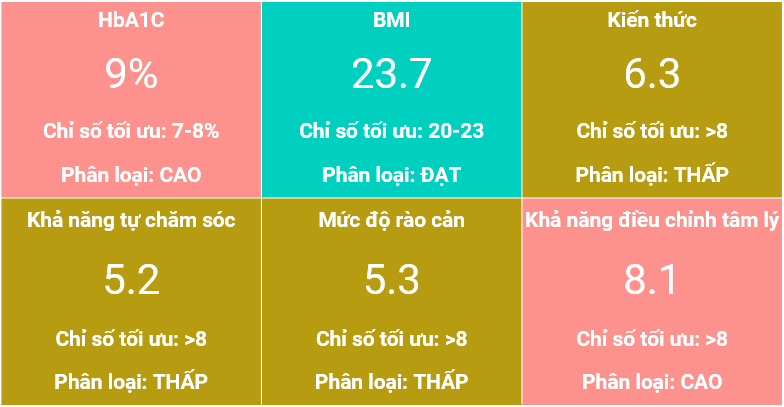 HbA1C
9%
Chỉ số tối ưu: 7-8%
Phân loại: CAO
BMI
23.7
Chỉ số tối ưu: 20-23
Phân loại: ĐẠT
Kiến thức
6.3
Chỉ số tối ưu: >8
Phân loại: THẤP
Khả năng tự chăm sóc
5.2
Chỉ số tối ưu: >8
Phân loại: THẤP
Mức độ rào cản
5.3
Chỉ số tối ưu: >8
Phân loại: THẤP
Khả năng điều chỉnh tâm lý
8.1
Chỉ số tối ưu: >8
Phân loại: CAO